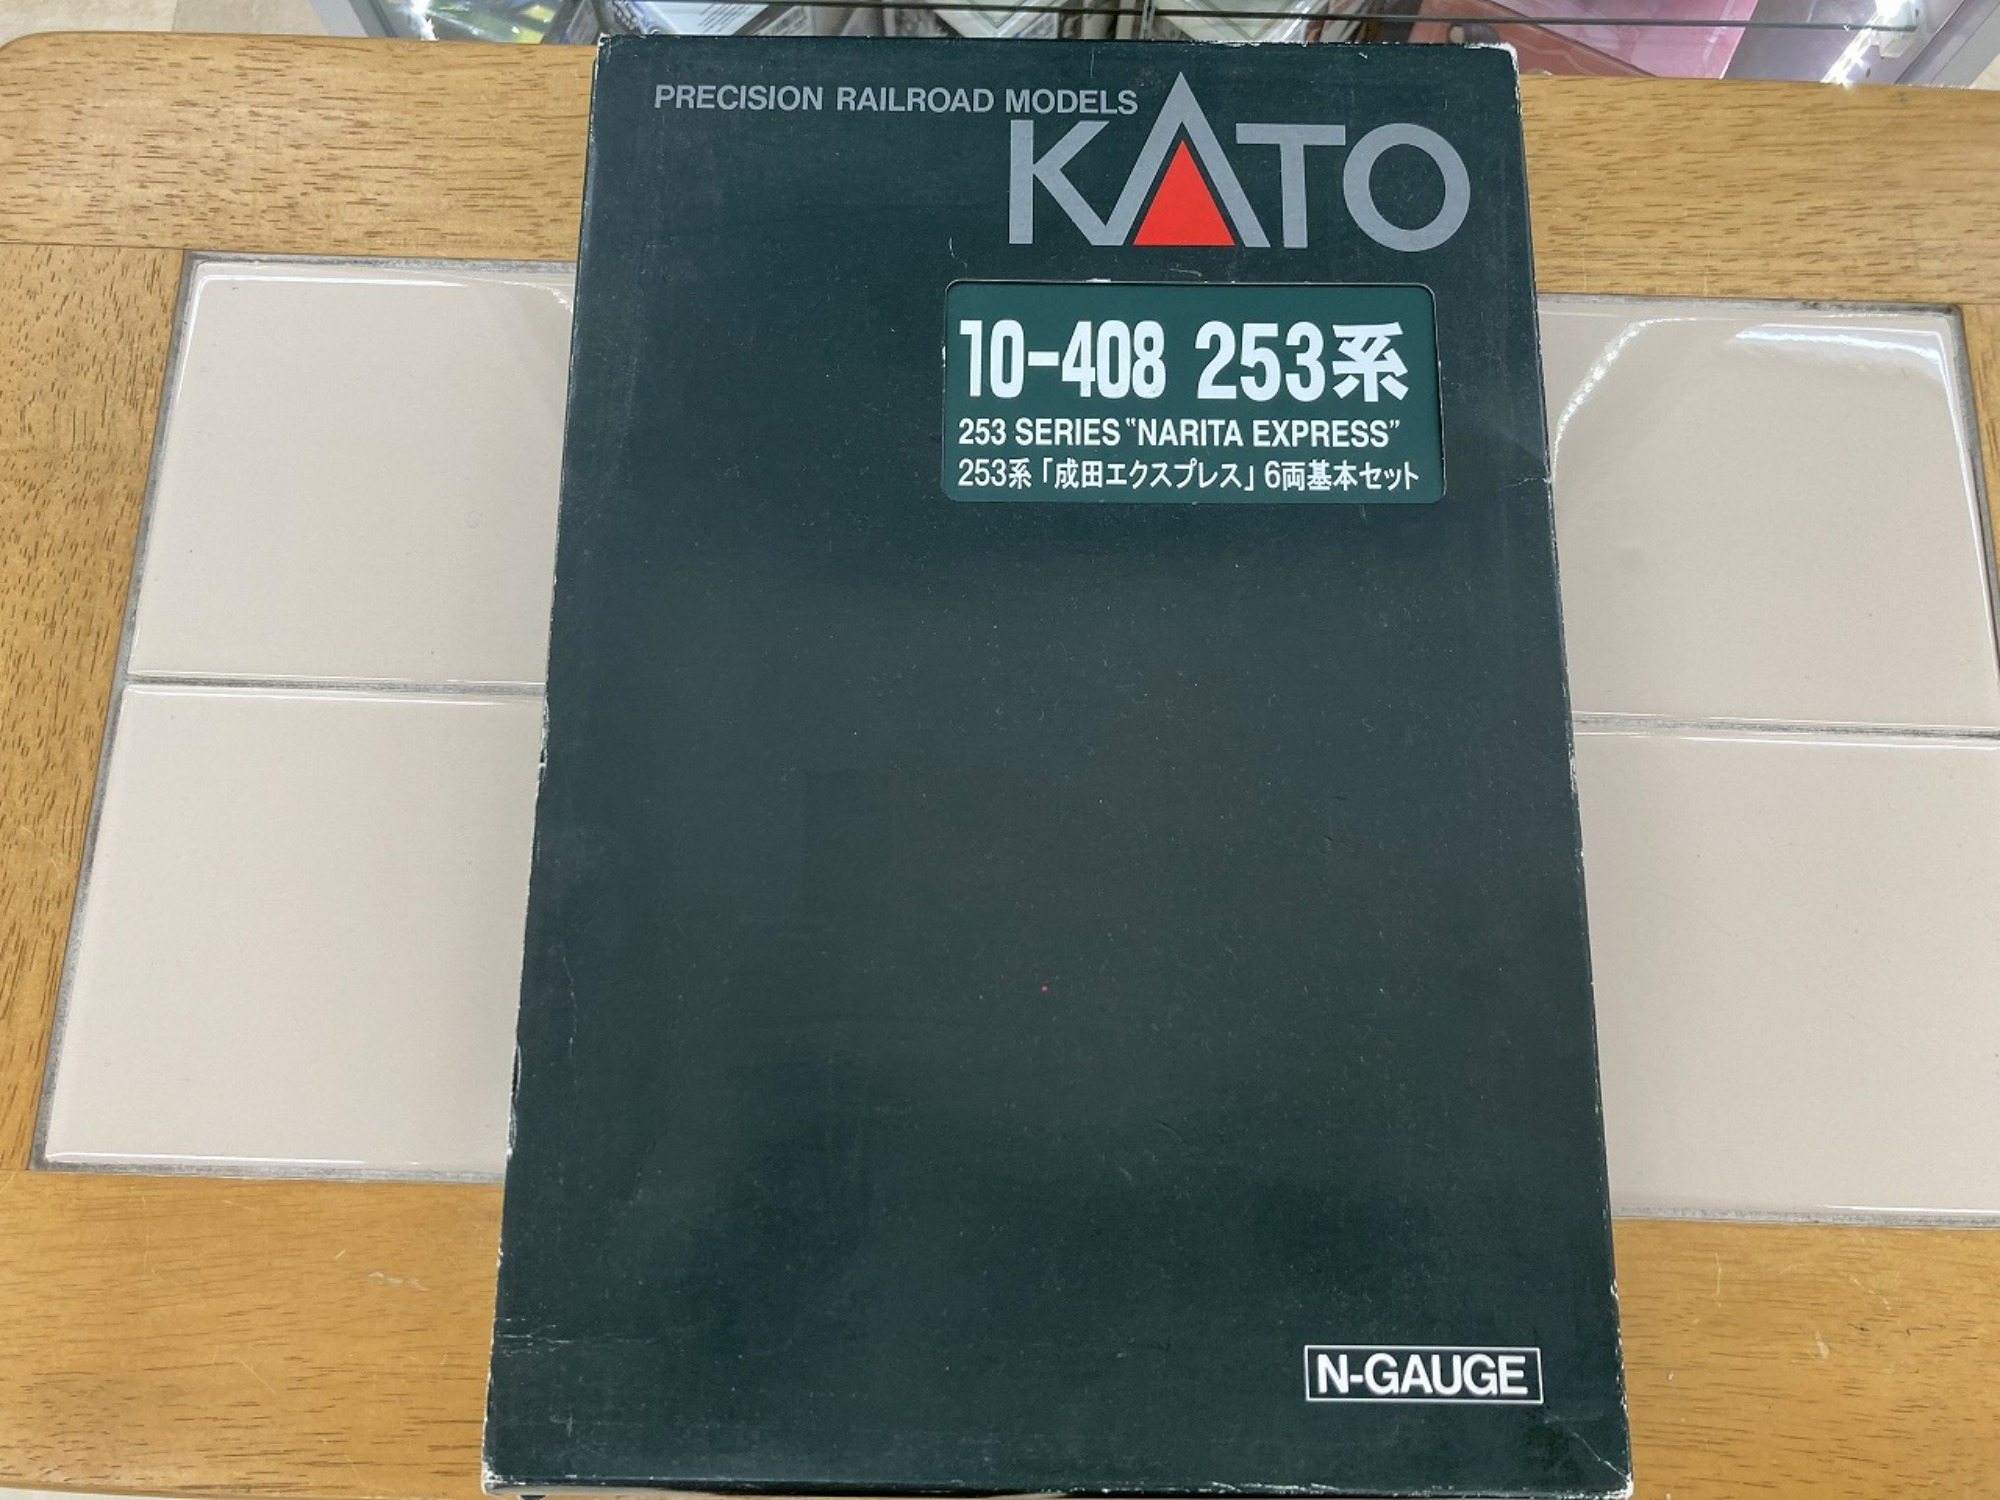 PRECISION RAILROAD MODELS
KATO
10-408 253系
253 SERIES “NARITA EXPRESS”
253系「成田エクスプレス」6両基本セット
N-GAUGE